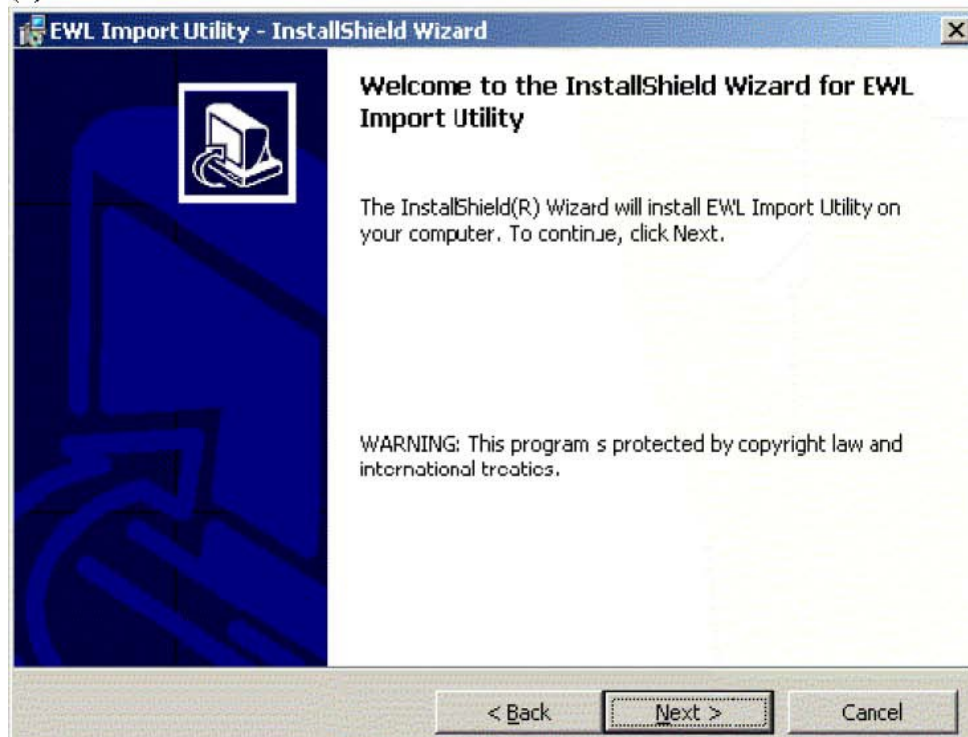 EWL Import Utility - InstallShield Wizard
Welcome to the InstallShield Wizard for EWL
Import Utility
The InstallShield(R) Wizard will install EWL Import Utility on
your computer. To continue, click Next.
WARNING: This program s protected by copyright law and
international treaties.
< Back
Next >
Cancel